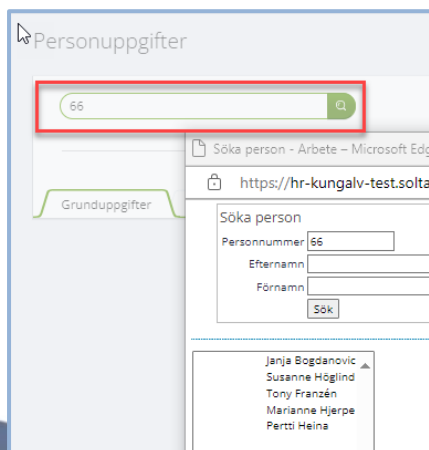 Personuppgifter
66
Söka person - Arbete – Microsoft Edg
https://hr-kungalv-test.solta
Grunduppgifter
Söka person
Personnummer 66
Efternamn
Förnamn
Sök
Janja Bogdanovic
Susanne Höglind
Tony Franzén
Marianne Hjerpe
Pertti Heina